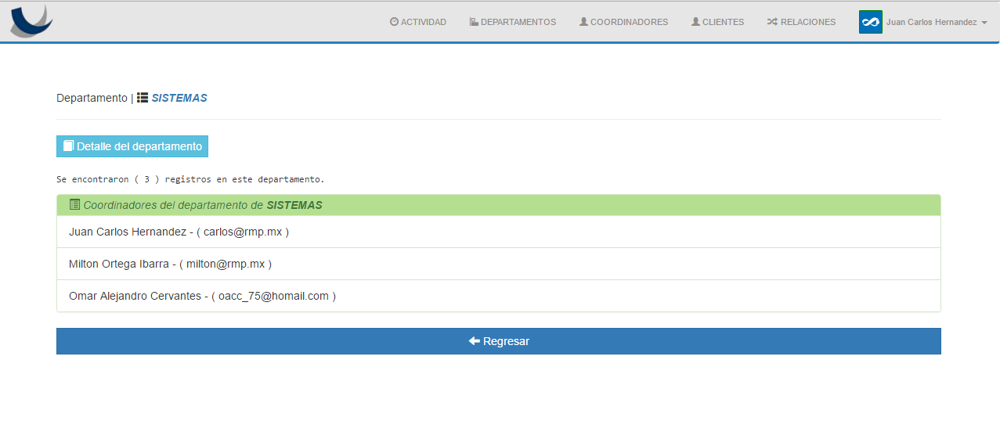 ACTIVIDAD DEPARTAMENTOS COORDINADORES CLIENTES RELACIONES Juan Carlos Hernandez
Departamento | SISTEMAS
Detalle del departamento
Se encontraron ( 3 ) registros en este departamento.
Coordinadores del departamento de SISTEMAS
Juan Carlos Hernandez - ( carlos@rmp.mx )
Milton Ortega Ibarra - ( milton@rmp.mx )
Omar Alejandro Cervantes - ( oacc_75@homail.com )
Regresar